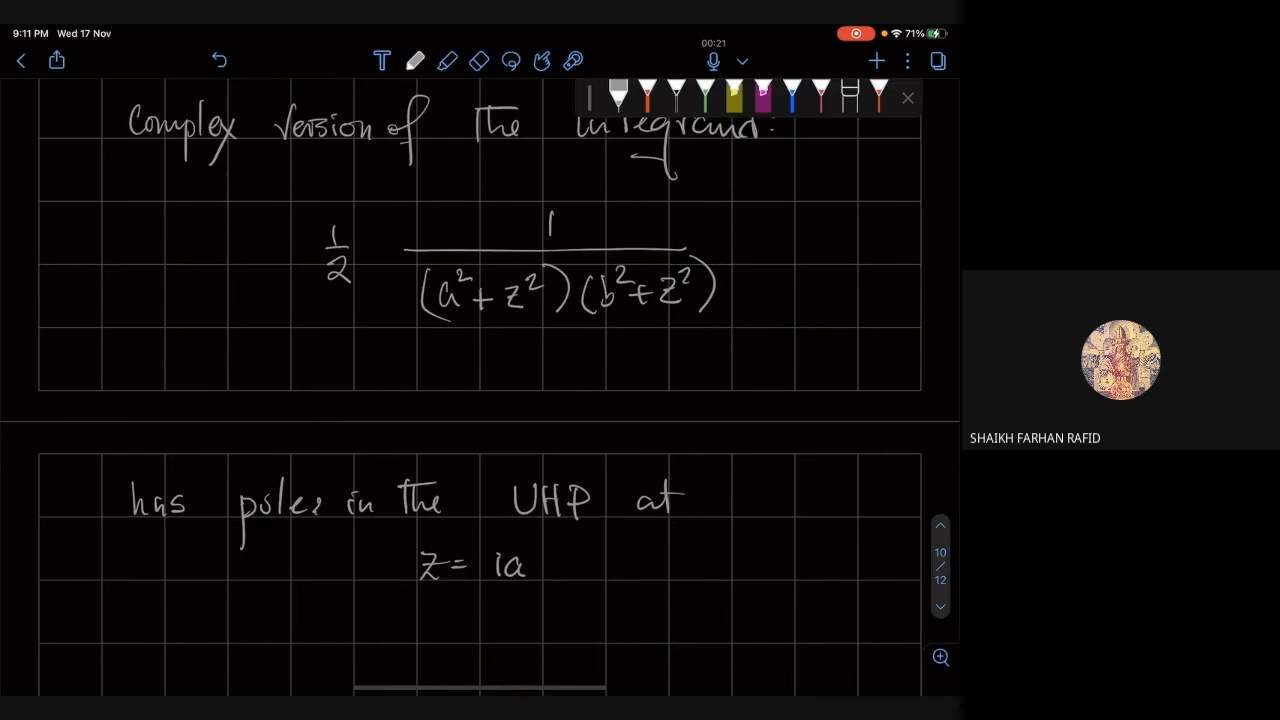 9:11 PM Wed 17 Nov
71%
00:21
Complex version of the integrand:
1/2 1/((a²+z²)(b²+z²))
SHAIKH FARHAN RAFID
has poles in the UHP at
z= ia
10
/
12